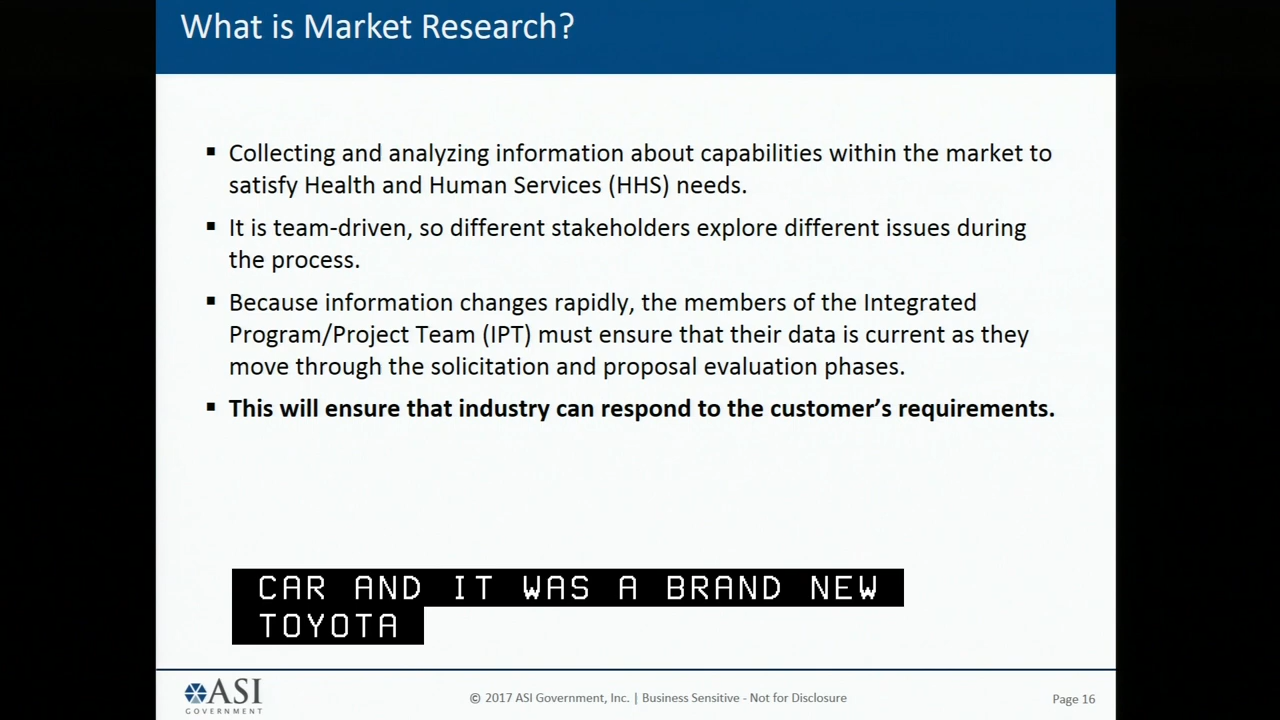 What is Market Research?
▪ Collecting and analyzing information about capabilities within the market to
satisfy Health and Human Services (HHS) needs.
▪ It is team-driven, so different stakeholders explore different issues during
the process.
▪ Because information changes rapidly, the members of the Integrated
Program/Project Team (IPT) must ensure that their data is current as they
move through the solicitation and proposal evaluation phases.
▪ This will ensure that industry can respond to the customer’s requirements.
CAR AND IT WAS A BRAND NEW
TOYOTA
ASI
GOVERNMENT
© 2017 ASI Government, Inc. | Business Sensitive - Not for Disclosure
Page 16